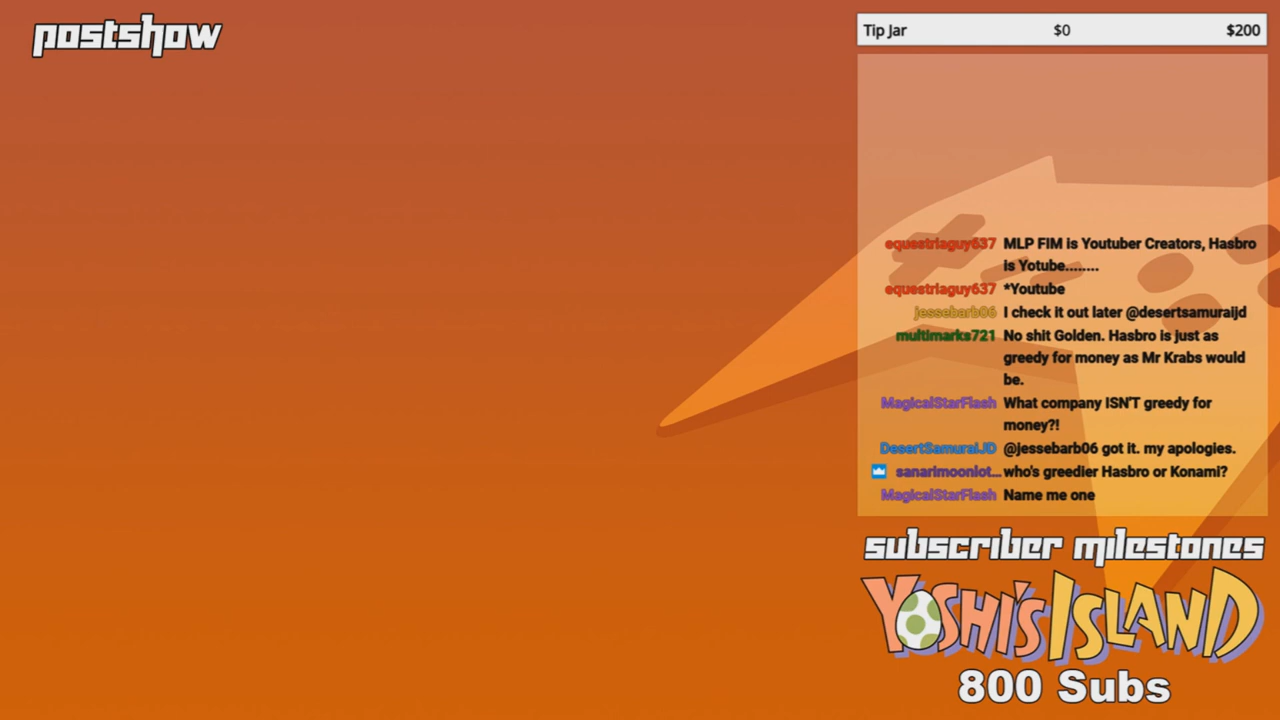 postshow
Tip Jar $0 $200
equestriaguy637 MLP FIM is Youtuber Creators, Hasbro
is Yotube........
equestriaguy637 *Youtube
jessebarb06 I check it out later @desertsamuraijd
multimarks721 No shit Golden. Hasbro is just as
greedy for money as Mr Krabs would
be.
MagicalStarFlash What company ISN'T greedy for
money?!
DesertSamuraiJD @jessebarb06 got it. my apologies.
sanarimoonlot... who's greedier Hasbro or Konami?
MagicalStarFlash Name me one
subscriber milestones
YOSHI'S ISLAND
800 Subs